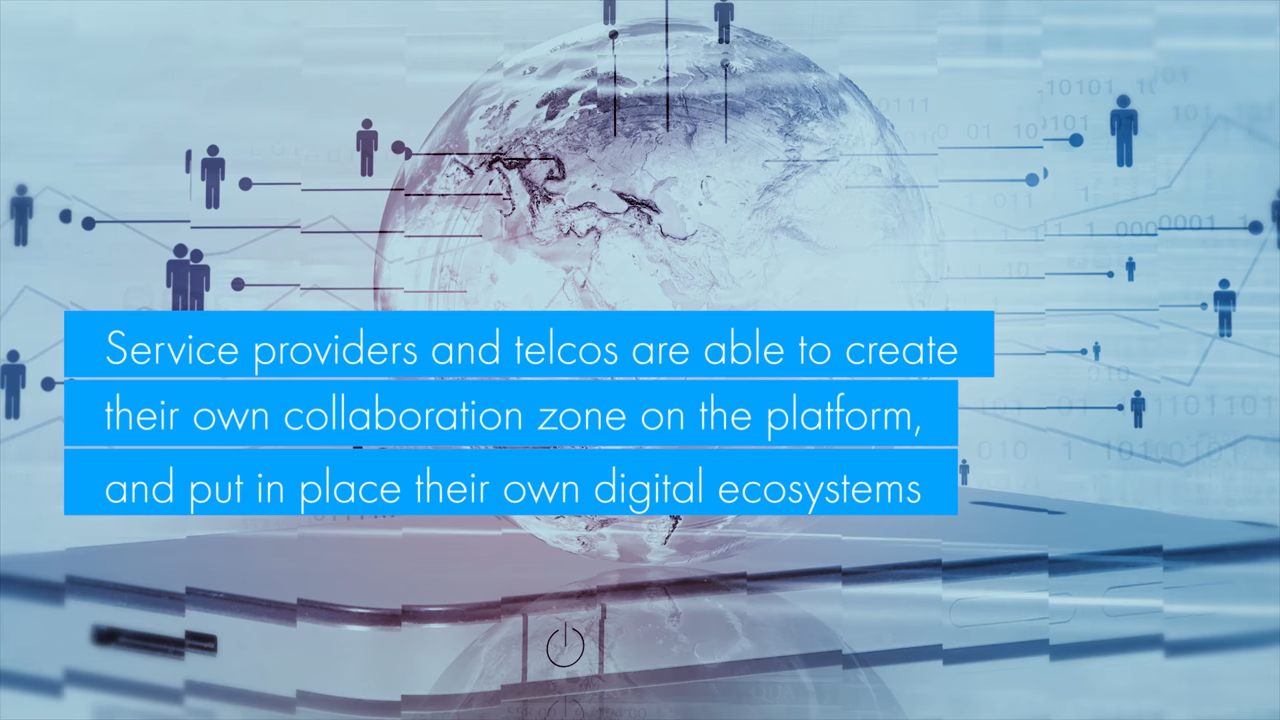 Service providers and telcos are able to create
their own collaboration zone on the platform,
and put in place their own digital ecosystems